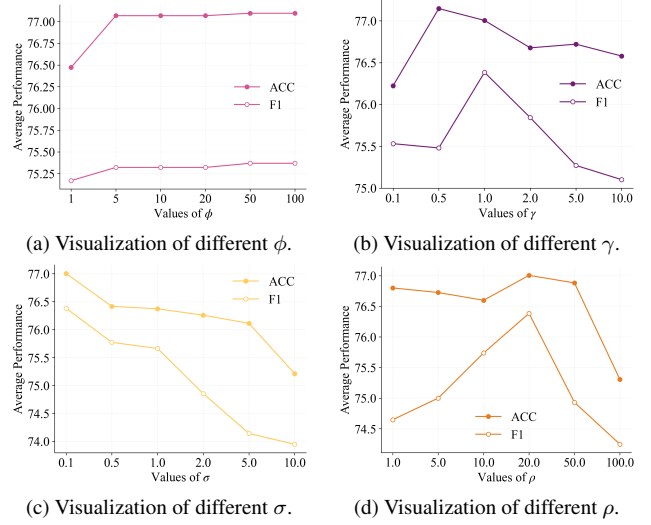 77.00
76.75
76.50
76.25
76.00
75.75
75.50
75.25
Average Performance
ACC
F1
1 5 10 20 50 100
Values of ϕ
(a) Visualization of different ϕ.
77.0
76.5
76.0
75.5
75.0
Average Performance
ACC
F1
0.1 0.5 1.0 2.0 5.0 10.0
Values of γ
(b) Visualization of different γ.
77.0
76.5
76.0
75.5
75.0
74.5
74.0
Average Performance
ACC
F1
0.1 0.5 1.0 2.0 5.0 10.0
Values of σ
(c) Visualization of different σ.
77.0
76.5
76.0
75.5
75.0
74.5
Average Performance
ACC
F1
1.0 5.0 10.0 20.0 50.0 100.0
Values of ρ
(d) Visualization of different ρ.